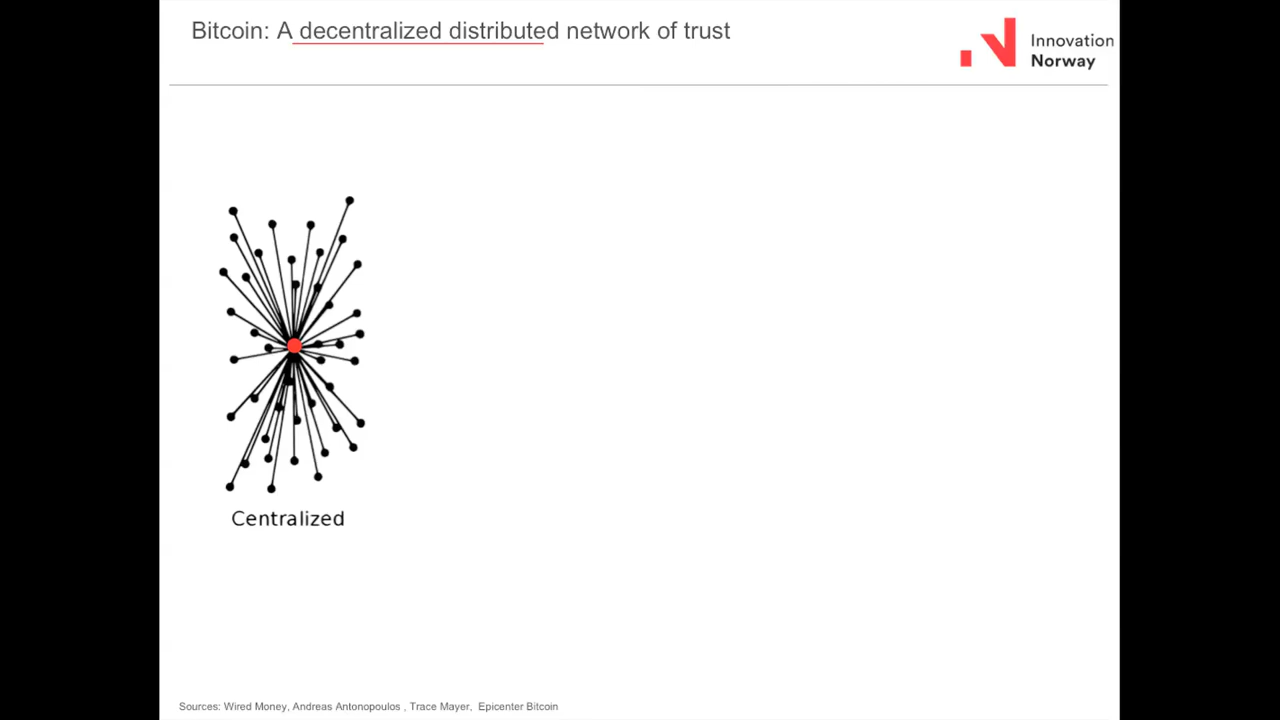 Bitcoin: A decentralized distributed network of trust
Innovation
Norway
Centralized
Sources: Wired Money, Andreas Antonopoulos , Trace Mayer,  Epicenter Bitcoin